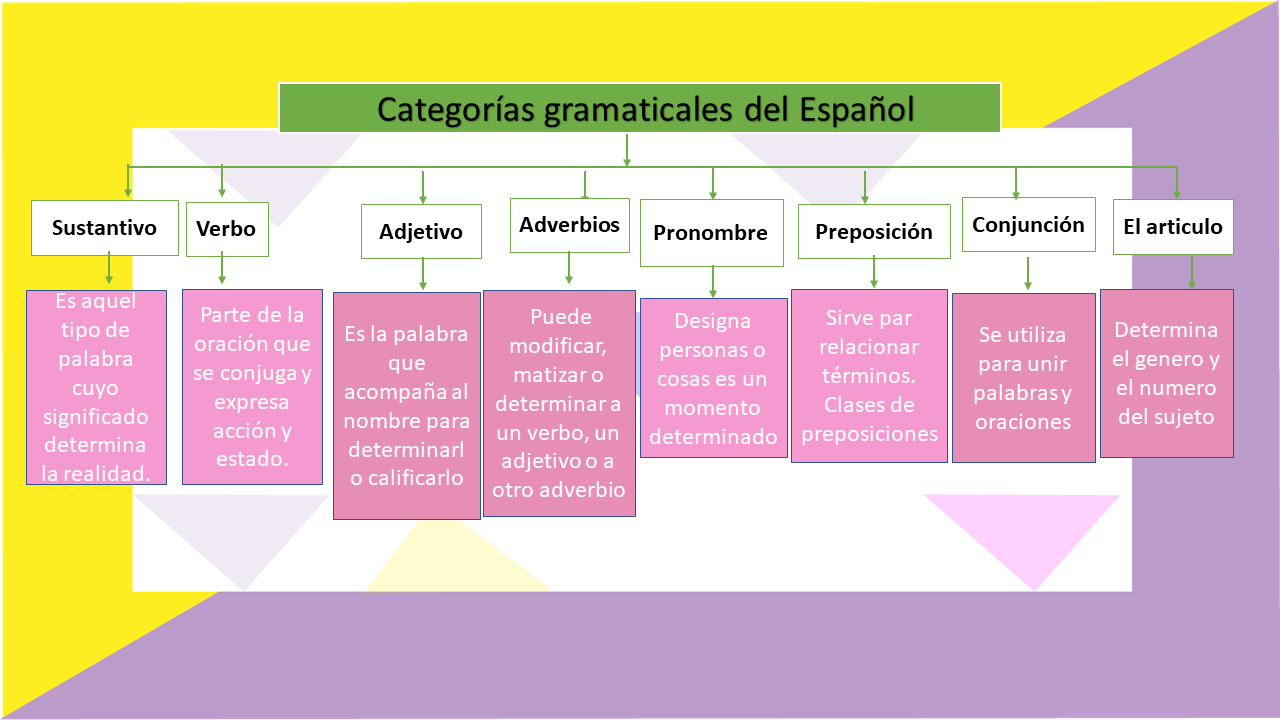 Categorías gramaticales del Español
Sustantivo
Verbo
Adjetivo
Adverbios
Pronombre
Preposición
Conjunción
El articulo
Es aquel
tipo de
palabra
cuyo
significado
determina
la realidad.
Parte de la
oración que
se conjuga y
expresa
acción y
estado.
Es la palabra
que
acompaña al
nombre para
determinarl
o calificarlo
Puede
modificar,
matizar o
determinar a
un verbo, un
adjetivo o a
otro adverbio
Designa
personas o
cosas es un
momento
determinado
Sirve par
relacionar
términos.
Clases de
preposiciones
Se utiliza
para unir
palabras y
oraciones
Determina
el genero y
el numero
del sujeto